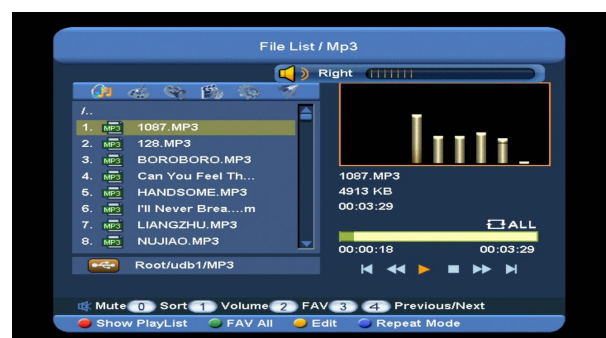 File List / Mp3
Right
/..
1. MP3 1087.MP3
2. MP3 128.MP3
3. MP3 BOROBORO.MP3
4. MP3 Can You Feel Th...
5. MP3 HANDSOME.MP3
6. MP3 I'll Never Brea....m
7. MP3 LIANGZHU.MP3
8. MP3 NUJIAO.MP3
1087.MP3
4913 KB
00:03:29
ALL
00:00:18 00:03:29
Root/udb1/MP3
Mute 0 Sort 1 Volume 2 FAV 3 4 Previous/Next
Show PlayList FAV All Edit Repeat Mode